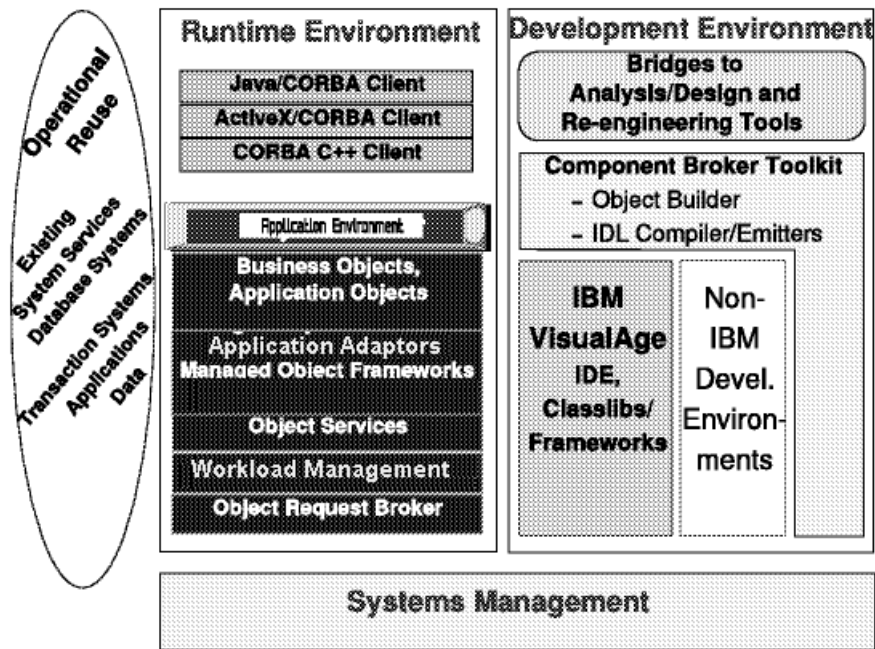 Operational
Reuse
Existing
System Services
Database Systems
Transaction Systems
Applications
Data
Runtime Environment
Java/CORBA Client
ActiveX/CORBA Client
CORBA C++ Client
Application Environment
Business Objects,
Application Objects
Application Adaptors
Managed Object Frameworks
Object Services
Workload Management
Object Request Broker
Development Environment
Bridges to
Analysis/Design and
Re-engineering Tools
Component Broker Toolkit
– Object Builder
– IDL Compiler/Emitters
IBM
VisualAge
IDE,
Classlibs/
Frameworks
Non-
IBM
Devel.
Environ-
ments
Systems Management